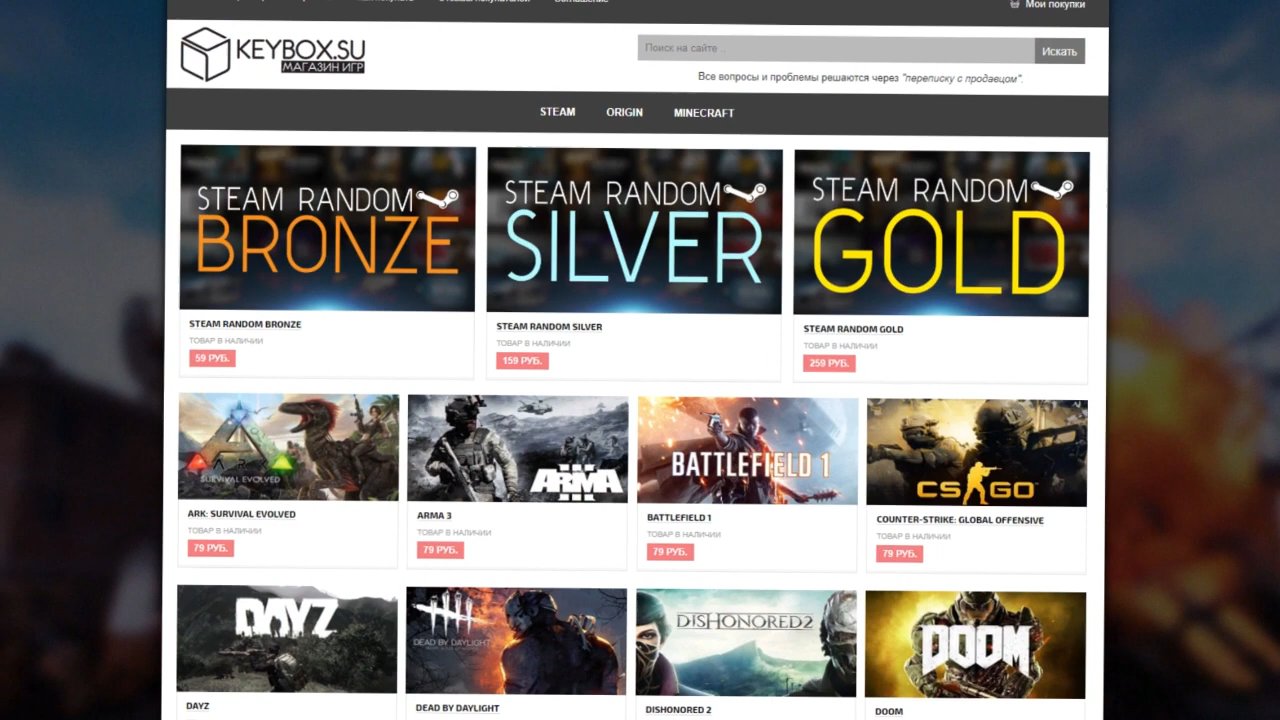 Мои покупки
KEYBOX.SU
МАГАЗИН ИГР
Поиск на сайте ..
Искать
Все вопросы и проблемы решаются через "переписку с продавцом".
STEAM ORIGIN MINECRAFT
STEAM RANDOM
BRONZE
STEAM RANDOM
SILVER
STEAM RANDOM
GOLD
STEAM RANDOM BRONZE
ТОВАР В НАЛИЧИИ
59 РУБ.
STEAM RANDOM SILVER
ТОВАР В НАЛИЧИИ
159 РУБ.
STEAM RANDOM GOLD
ТОВАР В НАЛИЧИИ
259 РУБ.
SURVIVAL EVOLVED
ARK: SURVIVAL EVOLVED
ТОВАР В НАЛИЧИИ
79 РУБ.
ARMA
III
ARMA 3
ТОВАР В НАЛИЧИИ
79 РУБ.
BATTLEFIELD 1
BATTLEFIELD 1
ТОВАР В НАЛИЧИИ
79 РУБ.
CS GO
COUNTER-STRIKE: GLOBAL OFFENSIVE
ТОВАР В НАЛИЧИИ
79 РУБ.
DAYZ
DAYZ
DEAD BY DAYLIGHT
DEAD BY DAYLIGHT
DISHONORED 2
DISHONORED 2
DOOM
DOOM